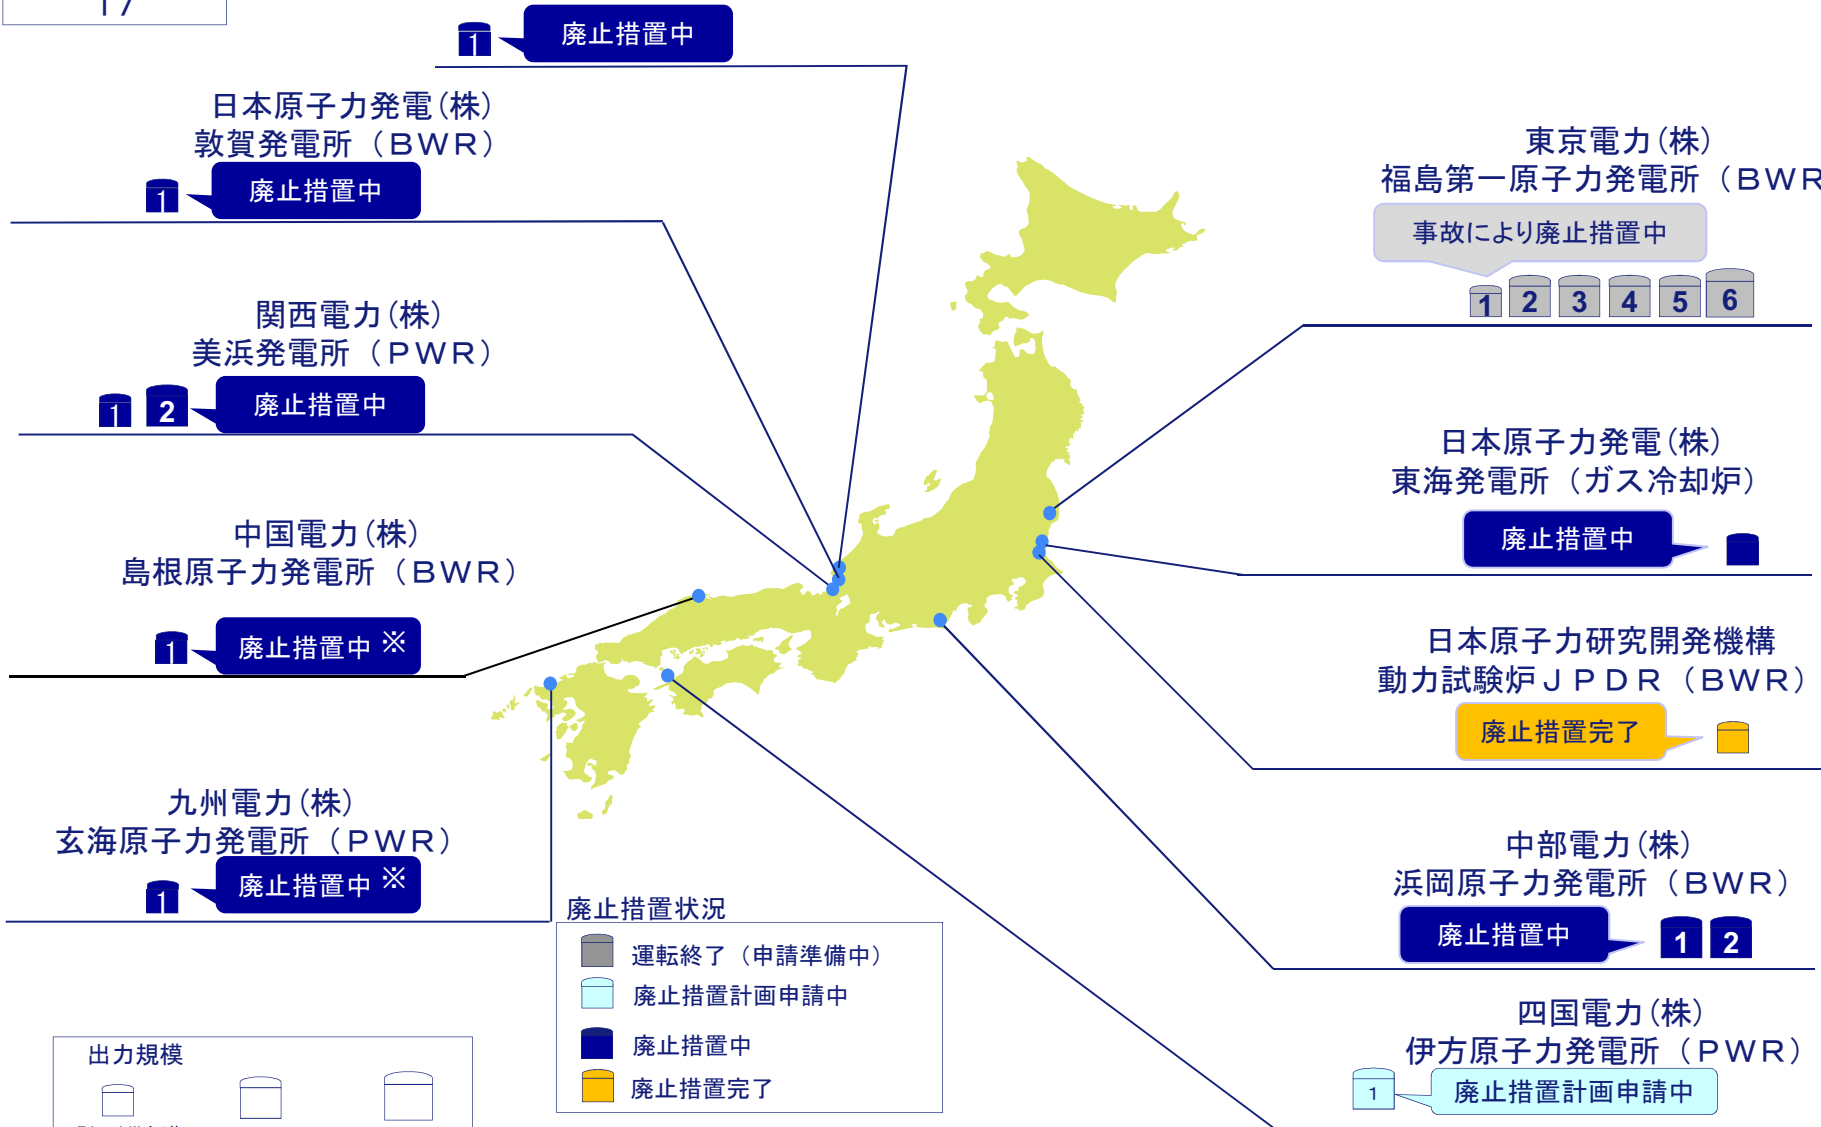 17
1
廃止措置中
日本原子力発電(株)
敦賀発電所(BWR)
1
廃止措置中
関西電力(株)
美浜発電所(PWR)
1 2
廃止措置中
中国電力(株)
島根原子力発電所(BWR)
1
廃止措置中 ※
九州電力(株)
玄海原子力発電所(PWR)
1
廃止措置中 ※
東京電力(株)
福島第一原子力発電所(BWR
事故により廃止措置中
1 2 3 4 5 6
日本原子力発電(株)
東海発電所(ガス冷却炉)
廃止措置中
日本原子力研究開発機構
動力試験炉JPDR(BWR)
廃止措置完了
中部電力(株)
浜岡原子力発電所(BWR)
廃止措置中
1 2
四国電力(株)
伊方原子力発電所(PWR)
1
廃止措置計画申請中
廃止措置状況
運転終了(申請準備中)
廃止措置計画申請中
廃止措置中
廃止措置完了
出力規模